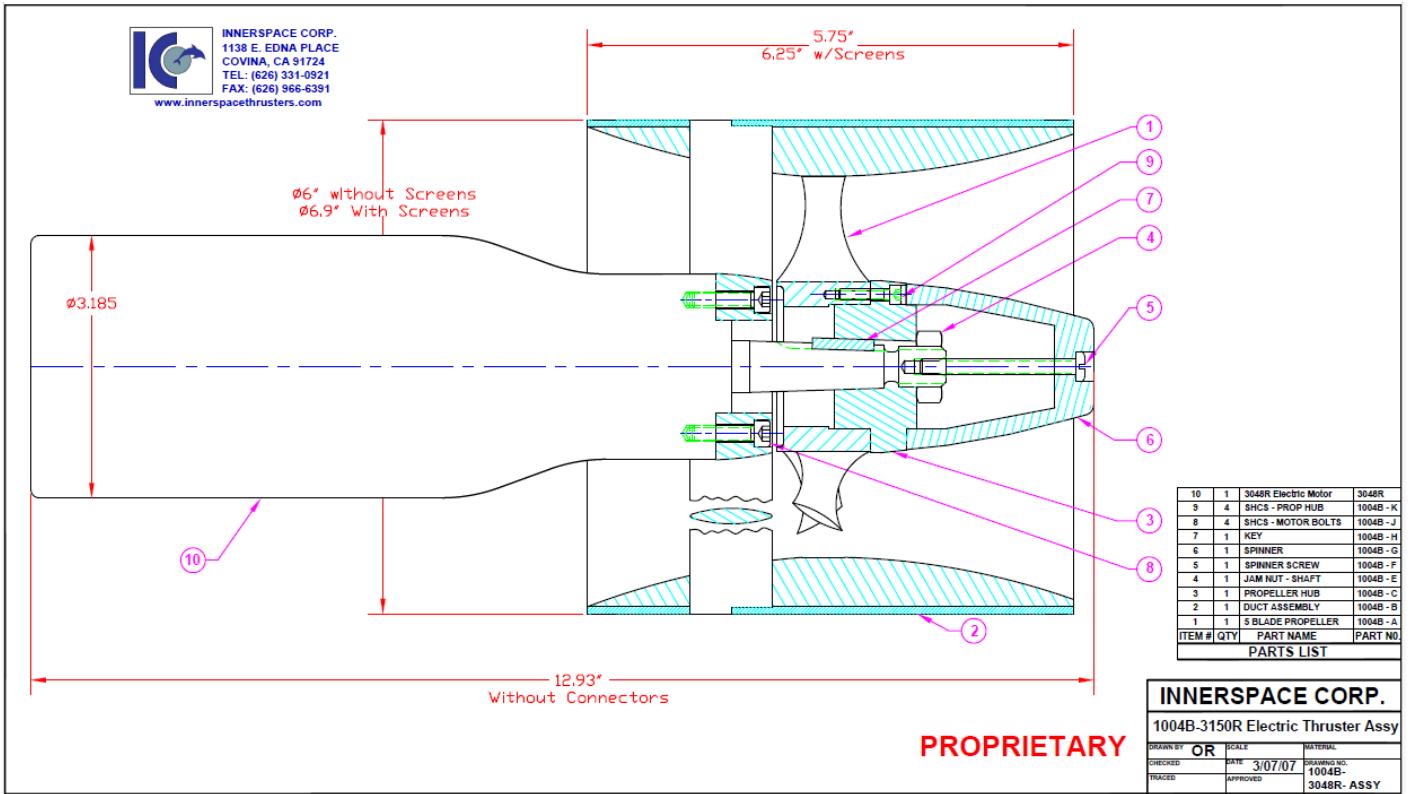 INNERSPACE CORP.
1138 E. EDNA PLACE
COVINA, CA 91724
TEL: (626) 331-0921
FAX: (626) 966-6391
www.innerspacethrusters.com
5.75"
6.25" w/Screens
Ø6" without Screens
Ø6.9" With Screens
Ø3.185
1
9
7
4
5
6
3
8
10
2
12.93"
Without Connectors
10 1 3048R Electric Motor 3048R
9 4 SHCS - PROP HUB 1004B - K
8 4 SHCS - MOTOR BOLTS 1004B - J
7 1 KEY 1004B - H
6 1 SPINNER 1004B - G
5 1 SPINNER SCREW 1004B - F
4 1 JAM NUT - SHAFT 1004B - E
3 1 PROPELLER HUB 1004B - C
2 1 DUCT ASSEMBLY 1004B - B
1 1 5 BLADE PROPELLER 1004B - A
ITEM # QTY PART NAME PART NO.
PARTS LIST
PROPRIETARY
INNERSPACE CORP.
1004B-3150R Electric Thruster Assy
DRAWN BY OR SCALE MATERIAL
CHECKED DATE 3/07/07 DRAWING NO.
1004B-
TRACED APPROVED 3048R- ASSY